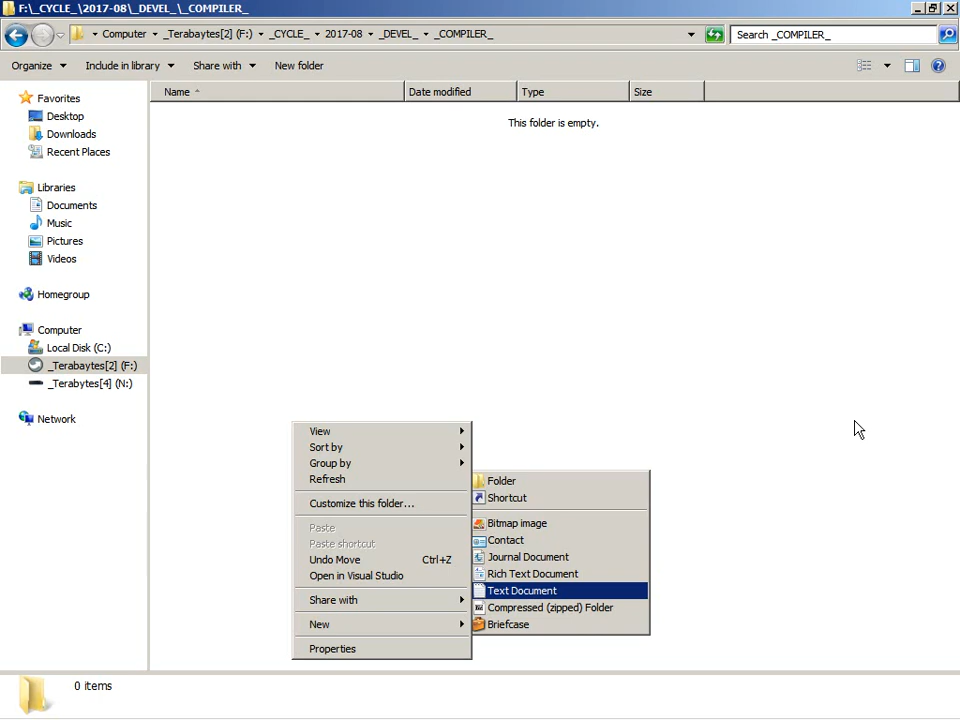 F:\_CYCLE_\2017-08\_DEVEL_\_COMPILER_
Computer _Terabaytes[2] (F:) _CYCLE_ 2017-08 _DEVEL_ _COMPILER_ Search _COMPILER_
Organize Include in library Share with New folder
Name Date modified Type Size
This folder is empty.
Favorites
Desktop
Downloads
Recent Places
Libraries
Documents
Music
Pictures
Videos
Homegroup
Computer
Local Disk (C:)
_Terabaytes[2] (F:)
_Terabytes[4] (N:)
Network
View
Sort by
Group by
Refresh
Customize this folder...
Paste
Paste shortcut
Undo Move Ctrl+Z
Open in Visual Studio
Share with
New
Properties
Folder
Shortcut
Bitmap image
Contact
Journal Document
Rich Text Document
Text Document
Compressed (zipped) Folder
Briefcase
0 items